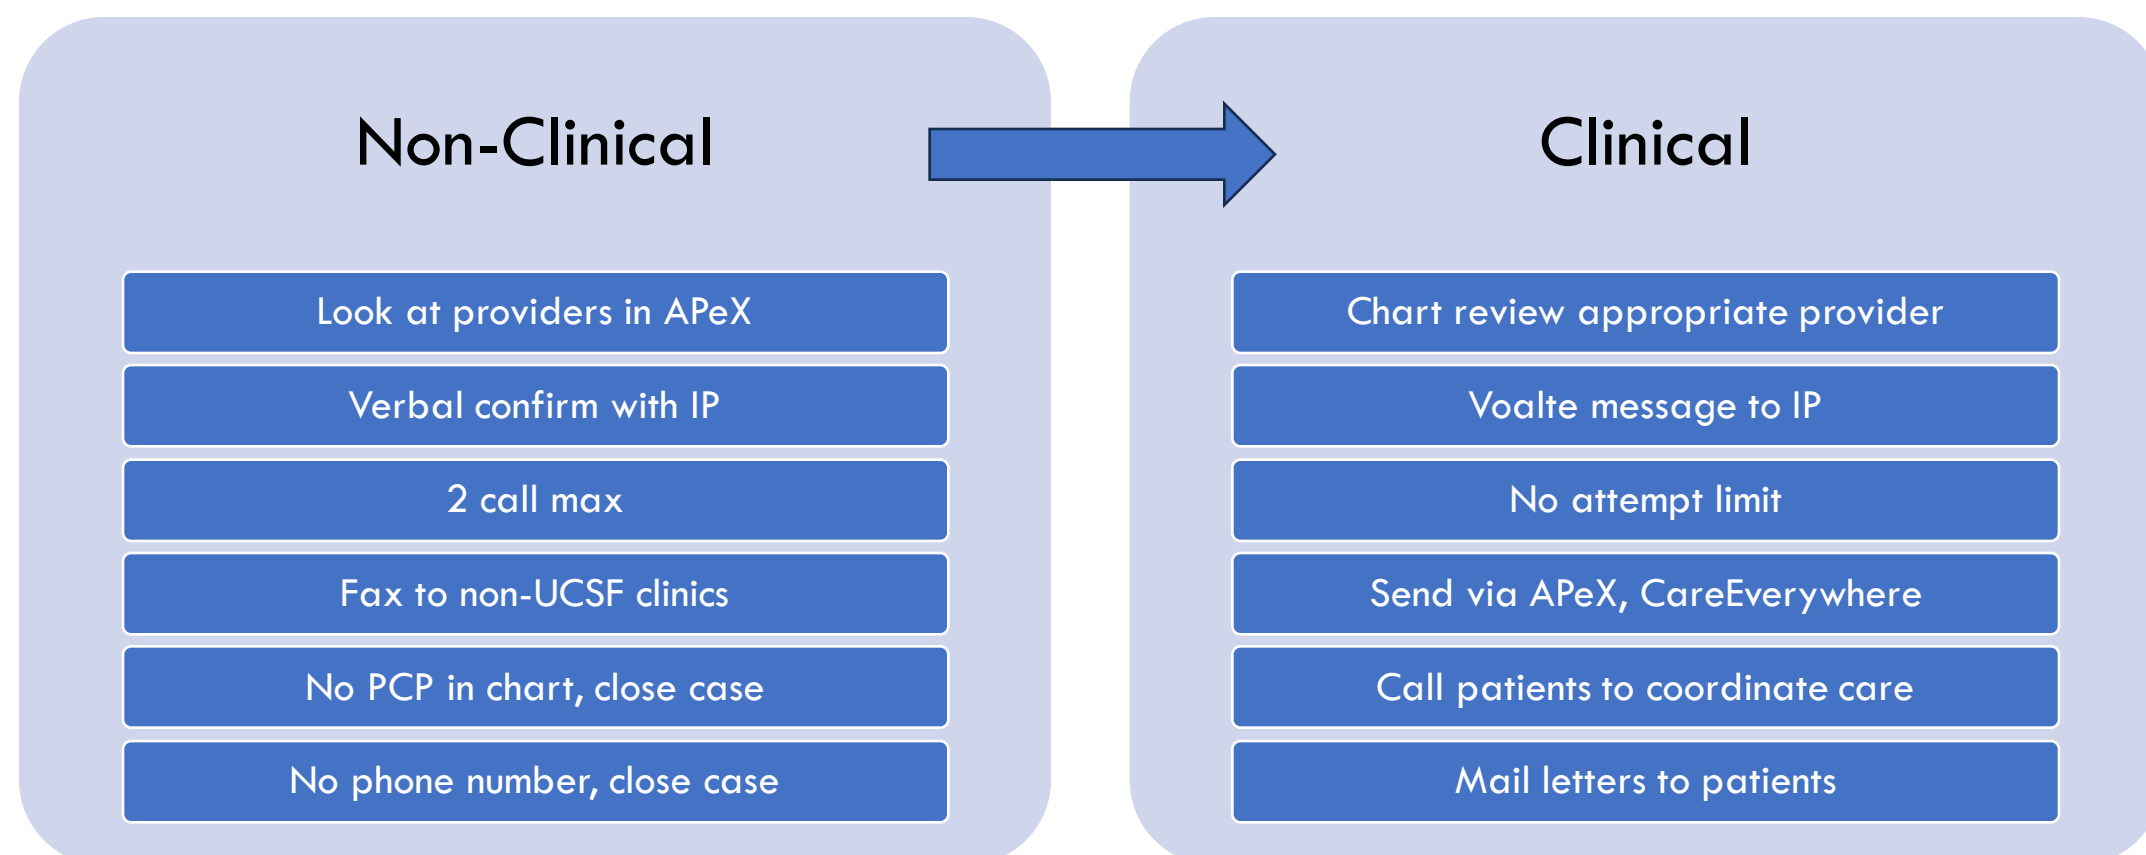 Non-Clinical
Look at providers in APeX
Verbal confirm with IP
2 call max
Fax to non-UCSF clinics
No PCP in chart, close case
No phone number, close case
Clinical
Chart review appropriate provider
Voalte message to IP
No attempt limit
Send via APeX, CareEverywhere
Call patients to coordinate care
Mail letters to patients